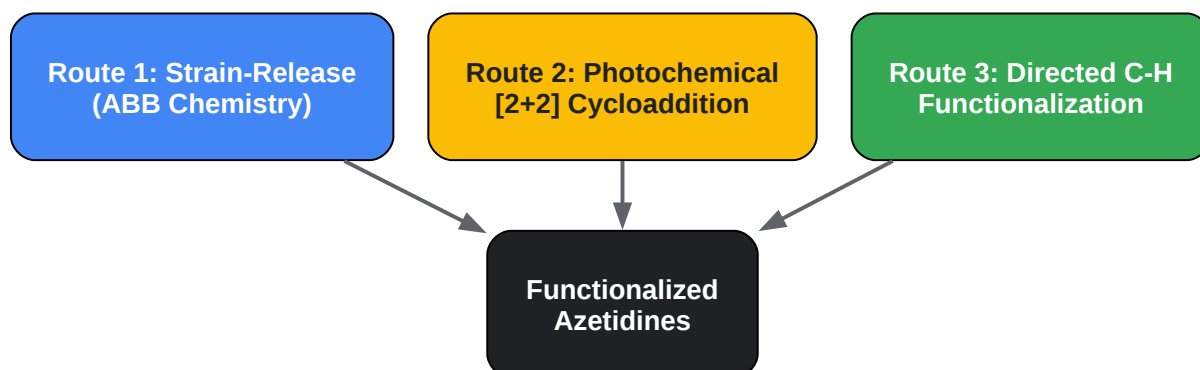 Route 1: Strain-Release
(ABB Chemistry)
Route 2: Photochemical
[2+2] Cycloaddition
Route 3: Directed C-H
Functionalization
Functionalized
Azetidines